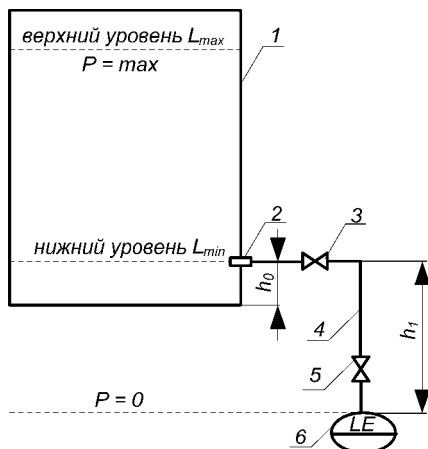 верхний уровень Lmax
P = max
1
2
3
нижний уровень Lmin
h0
4
h1
5
P = 0
6
LE